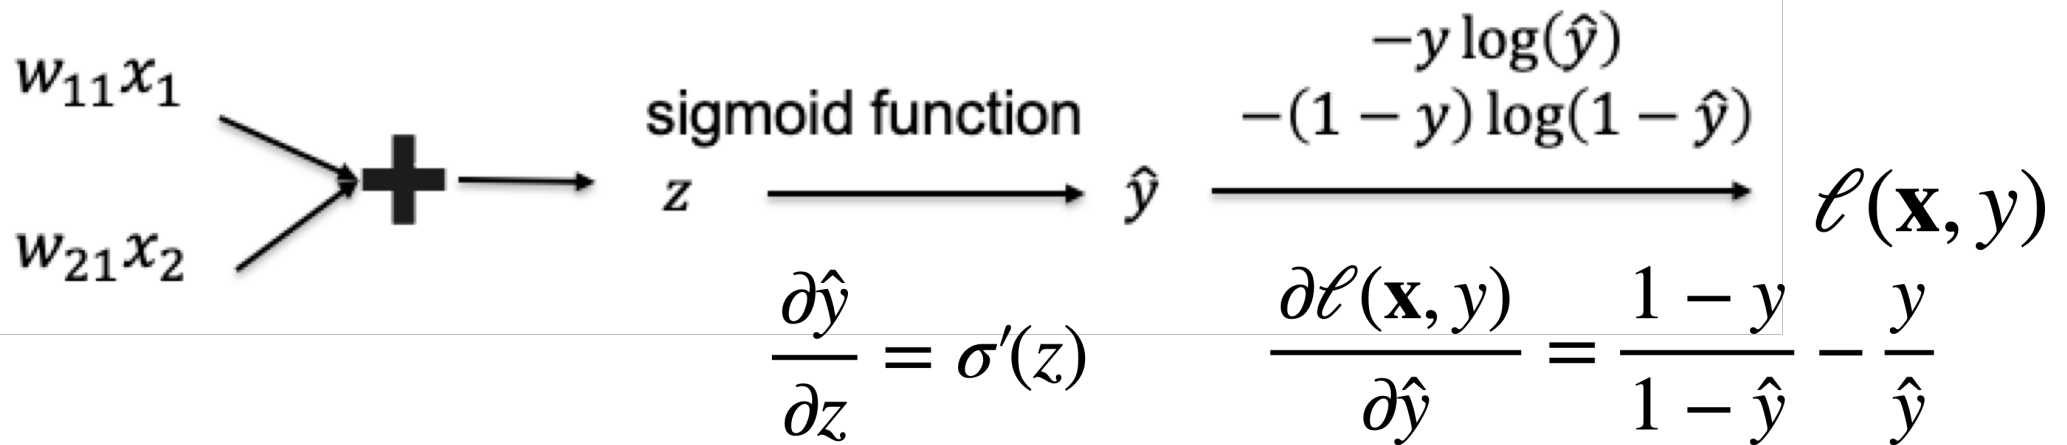 w₁₁x₁
w₂₁x₂
sigmoid function
z
ŷ
−y log(ŷ)
−(1 − y) log(1 − ŷ)
ℓ(𝐱, y)
∂ŷ/∂z = σ′(z)
∂ℓ(𝐱, y)/∂ŷ = (1 − y)/(1 − ŷ) − y/ŷ